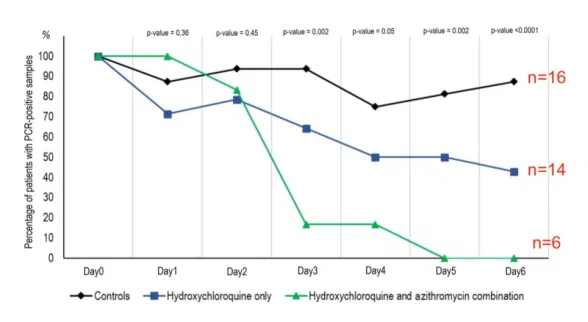 %
p-value = 0.36
p-value = 0.45
p-value = 0.002
p-value = 0.05
p-value = 0.002
p-value <0.0001
Percentage of patients with PCR-positive samples
100
90
80
70
60
50
40
30
20
10
0
n=16
n=14
n=6
Day0
Day1
Day2
Day3
Day4
Day5
Day6
Controls
Hydroxychloroquine only
Hydroxychloroquine and azithromycin combination